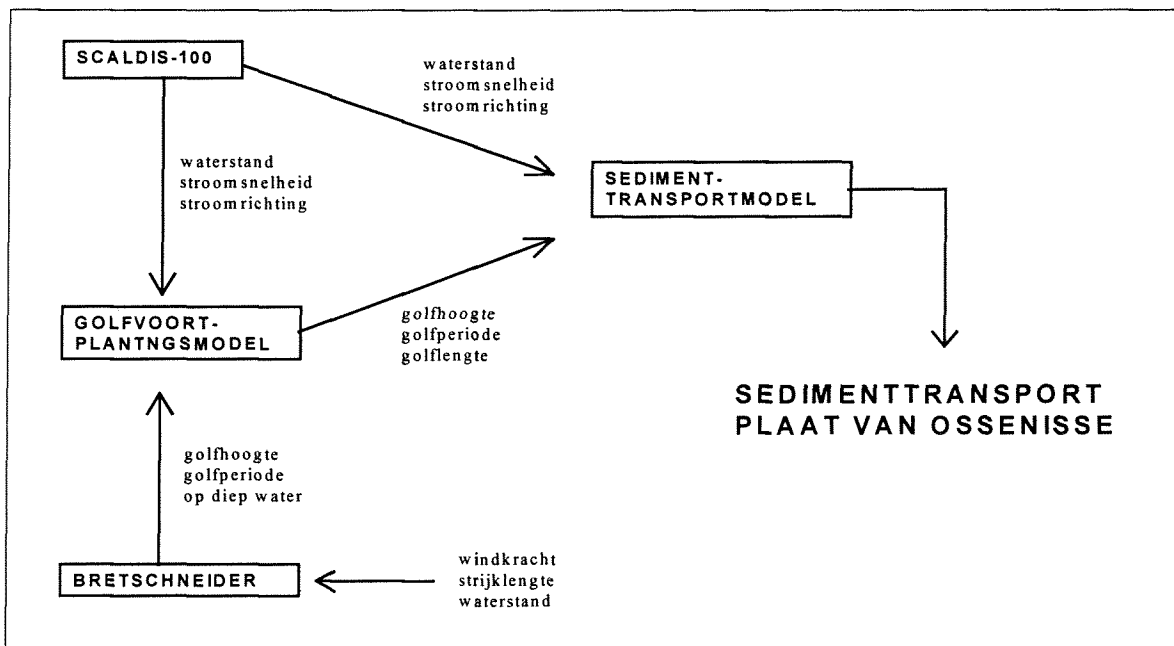 SCALDIS-100
waterstand
stroomsnelheid
stroomrichting
waterstand
stroomsnelheid
stroomrichting
SEDIMENT-
TRANSPORTMODEL
GOLFVOORT-
PLANTNGSMODEL
golfhoogte
golfperiode
golflengte
SEDIMENTTRANSPORT
PLAAT VAN OSSENISSE
golfhoogte
golfperiode
op diep water
BRETSCHNEIDER
windkracht
strijklengte
waterstand